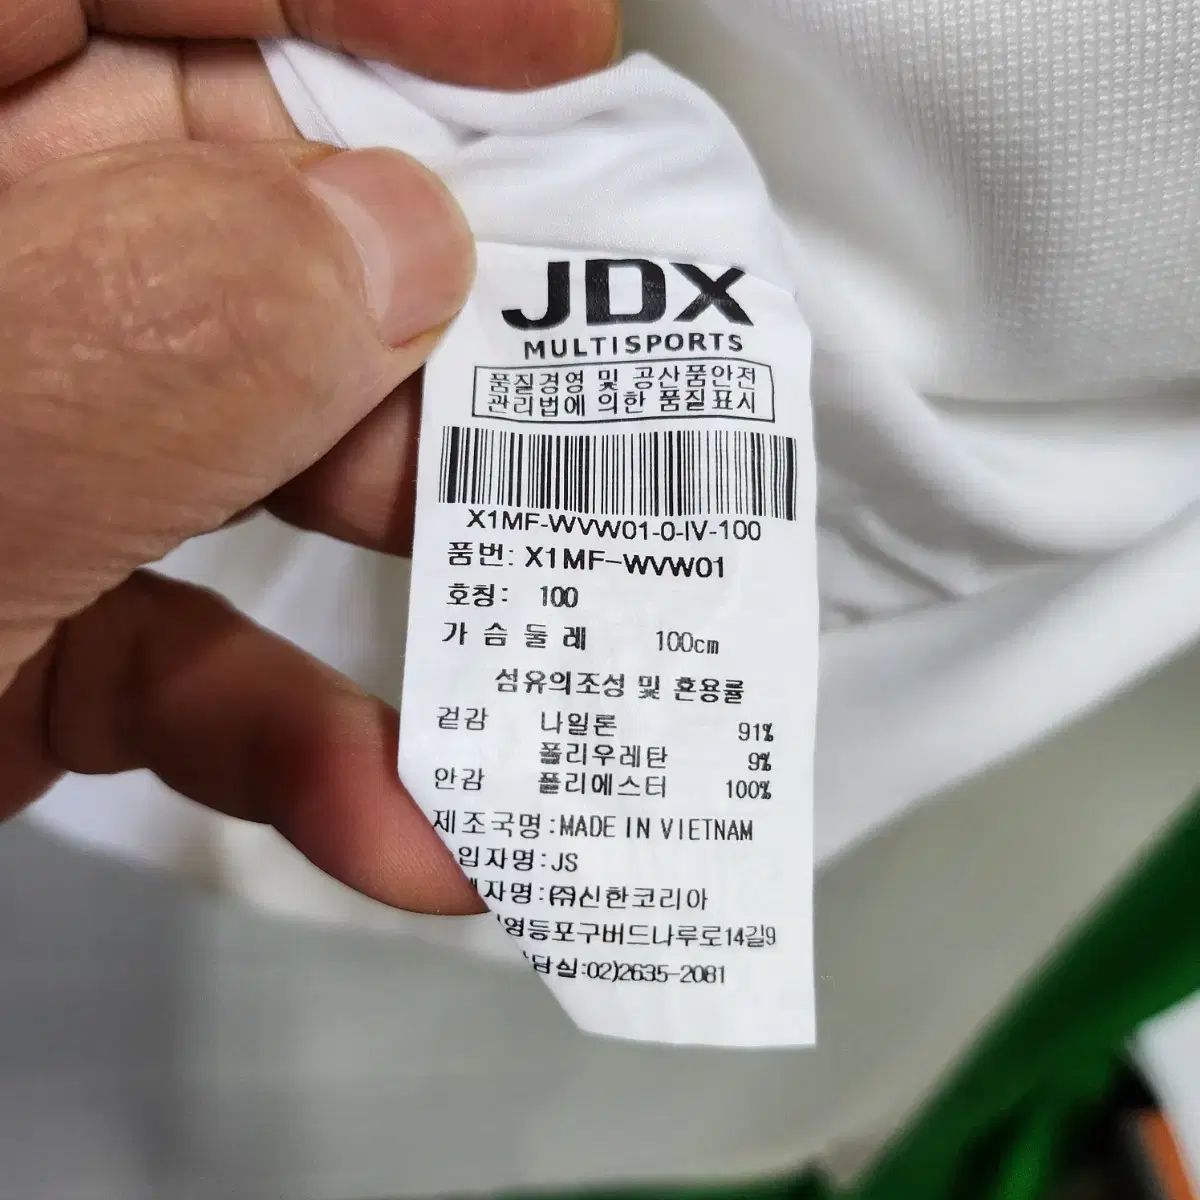 JDX
MULTISPORTS
품질경영 및 공산품안전
관리법에 의한 품질표시
X1MF-WVW01-0-IV-100
품번: X1MF-WVW01
호칭: 100
가 슴 둘 레 100cm
섬유의조성 및 혼용률
겉감 나일론 91%
폴리우레탄 9%
안감 폴리에스터 100%
제조국명:MADE IN VIETNAM
입자명:JS
자명:㈜신한코리아
영등포구버드나루로14길9
담실:02)2635-2081